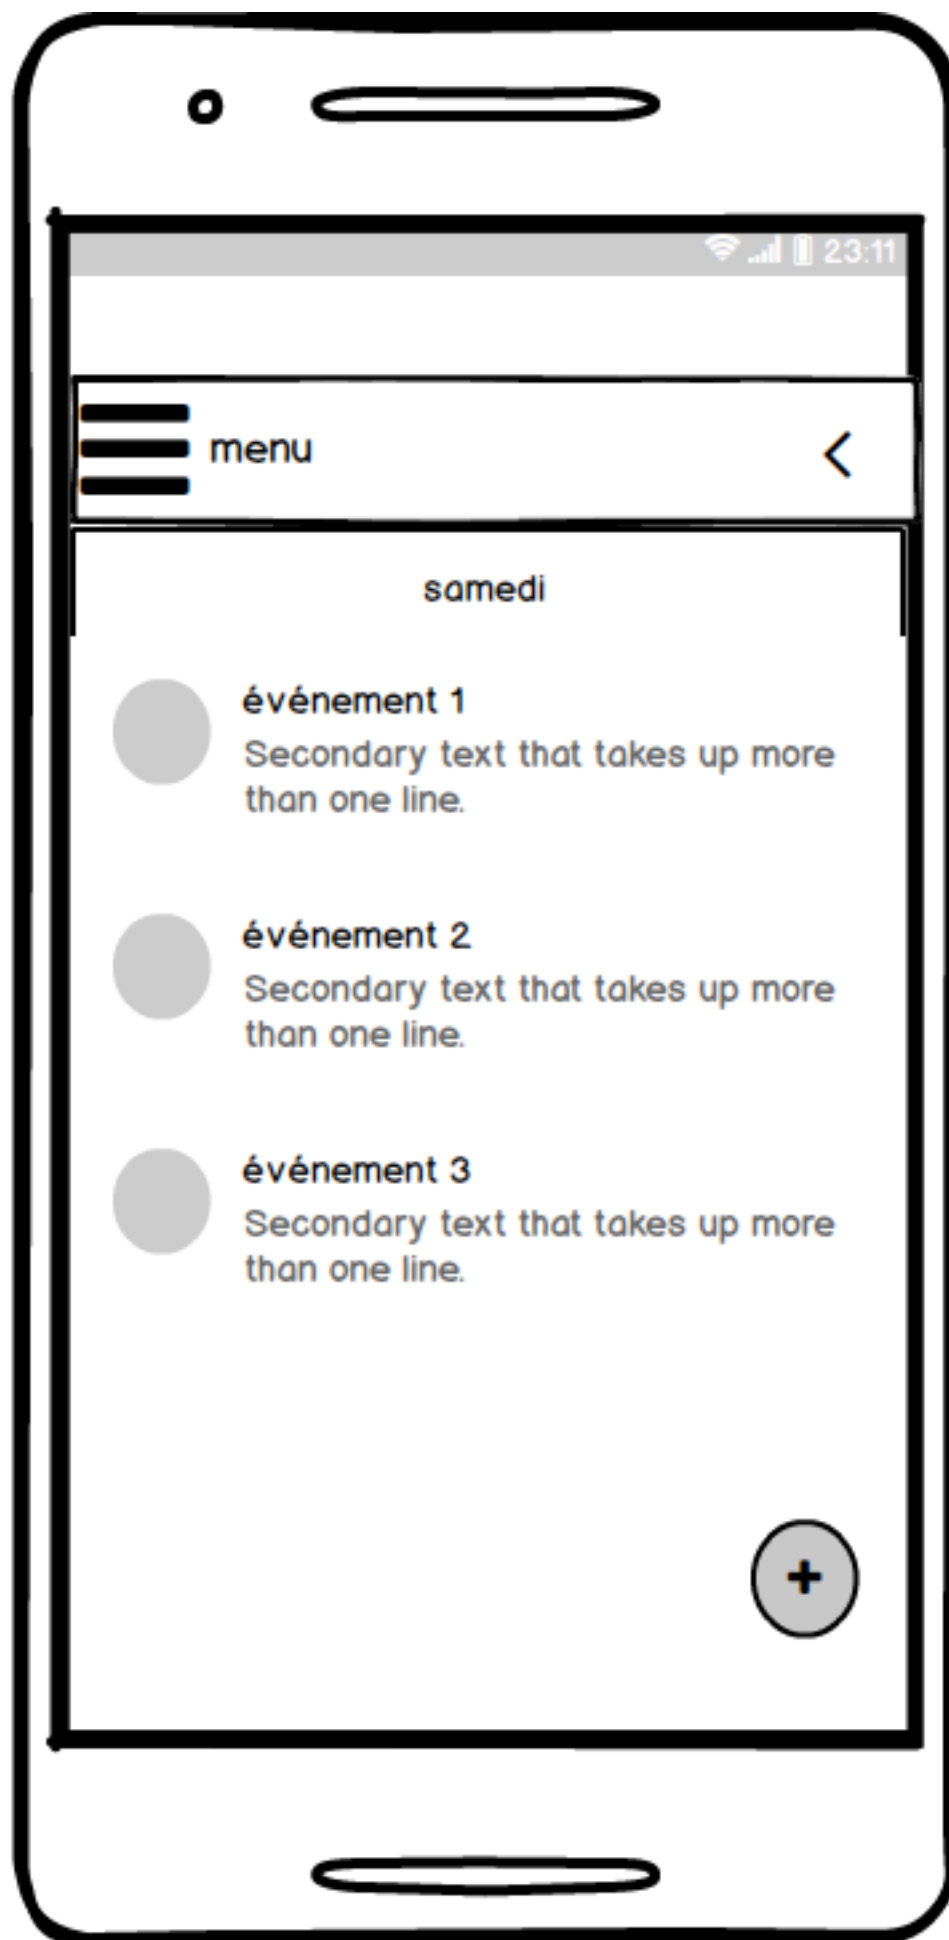 23:11
menu
samedi
événement 1
Secondary text that takes up more
than one line.
événement 2
Secondary text that takes up more
than one line.
événement 3
Secondary text that takes up more
than one line.
+